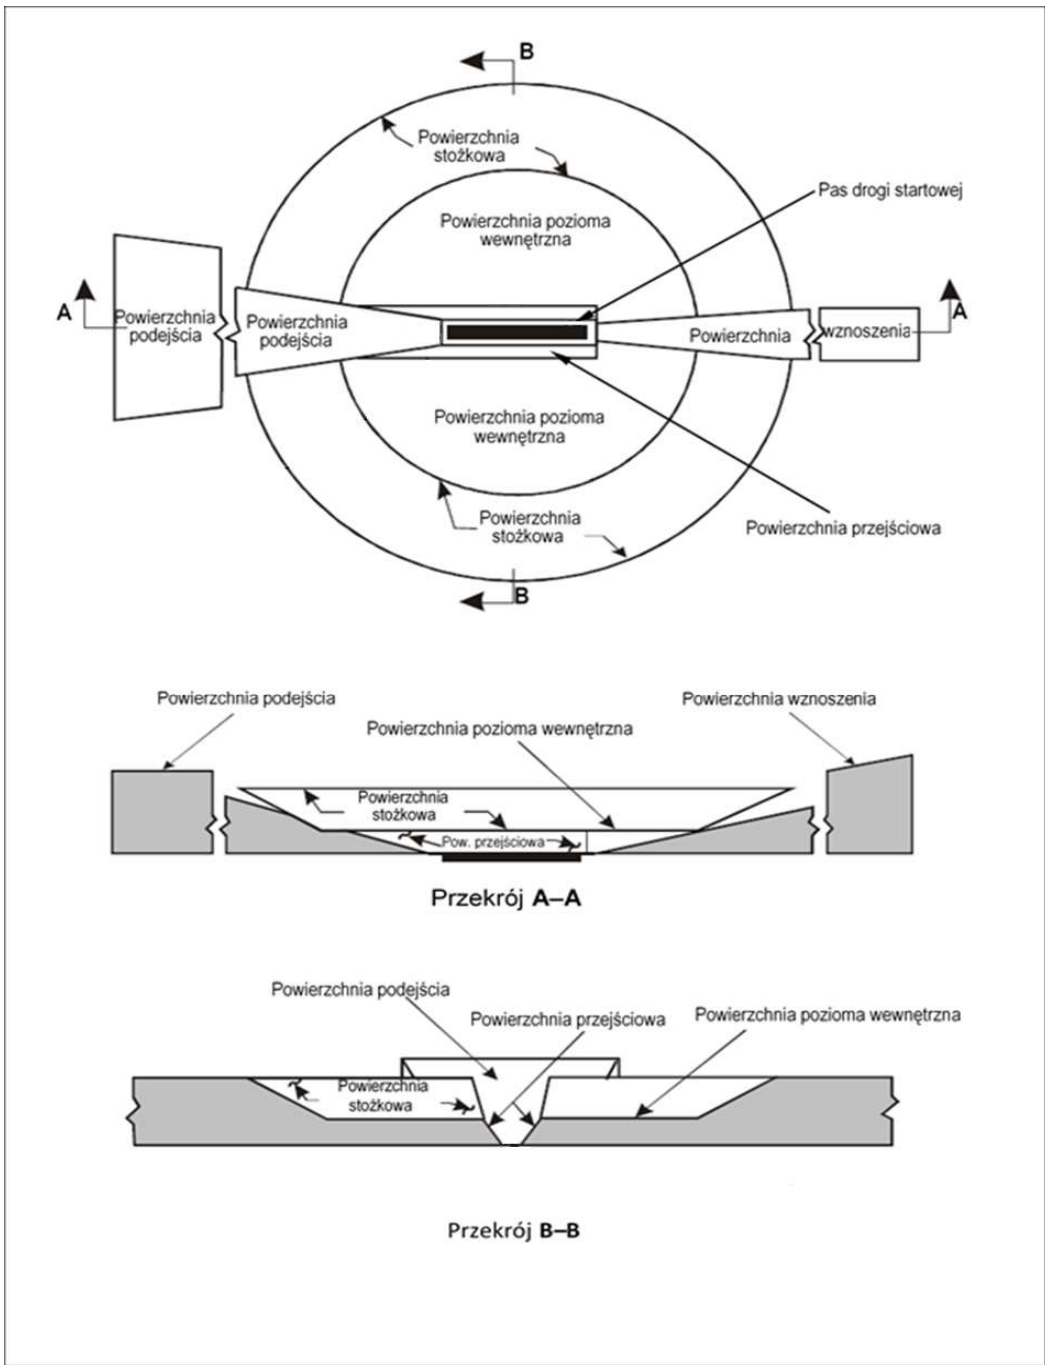 B
Powierzchnia
stożkowa
Pas drogi startowej
Powierzchnia pozioma
wewnętrzna
A
A
Powierzchnia
podejścia
Powierzchnia
podejścia
Powierzchnia
wznoszenia
Powierzchnia pozioma
wewnętrzna
Powierzchnia
stożkowa
Powierzchnia przejściowa
B
Powierzchnia podejścia
Powierzchnia wznoszenia
Powierzchnia pozioma wewnętrzna
Powierzchnia
stożkowa
Pow. przejściowa
Przekrój A–A
Powierzchnia podejścia
Powierzchnia przejściowa
Powierzchnia pozioma wewnętrzna
Powierzchnia
stożkowa
Przekrój B–B